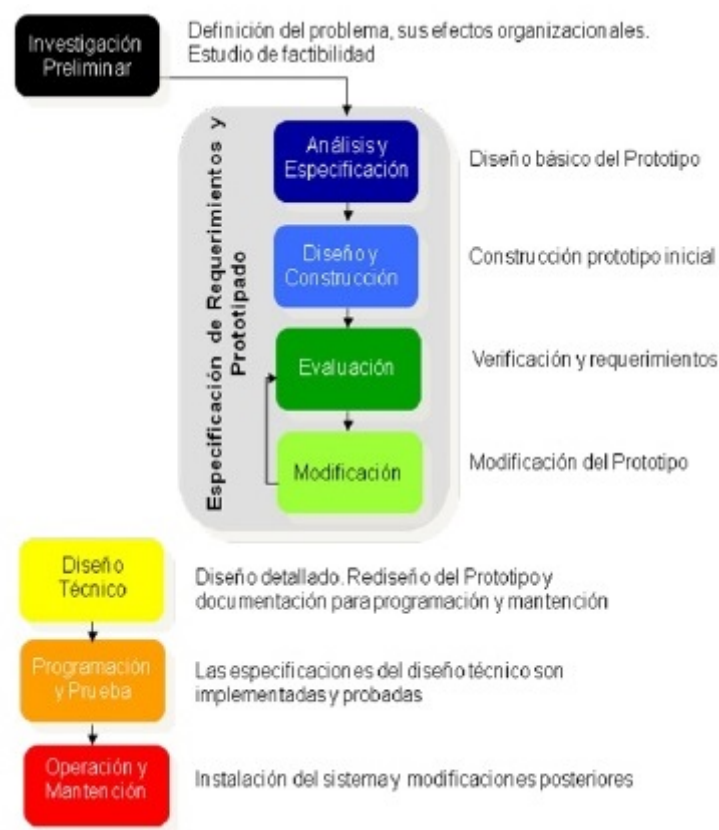 Investigación
Preliminar
Definición del problema, sus efectos organizacionales.
Estudio de factibilidad
Especificación de Requerimientos y
Prototipado
Análisis y
Especificación
Diseño básico del Prototipo
Diseño y
Construcción
Construcción prototipo inicial
Evaluación
Verificación y requerimientos
Modificación
Modificación del Prototipo
Diseño
Técnico
Diseño detallado. Rediseño del Prototipo y
documentación para programación y mantención
Programación
y Prueba
Las especificaciones del diseño técnico son
implementadas y probadas
Operación y
Mantención
Instalación del sistema y modificaciones posteriores